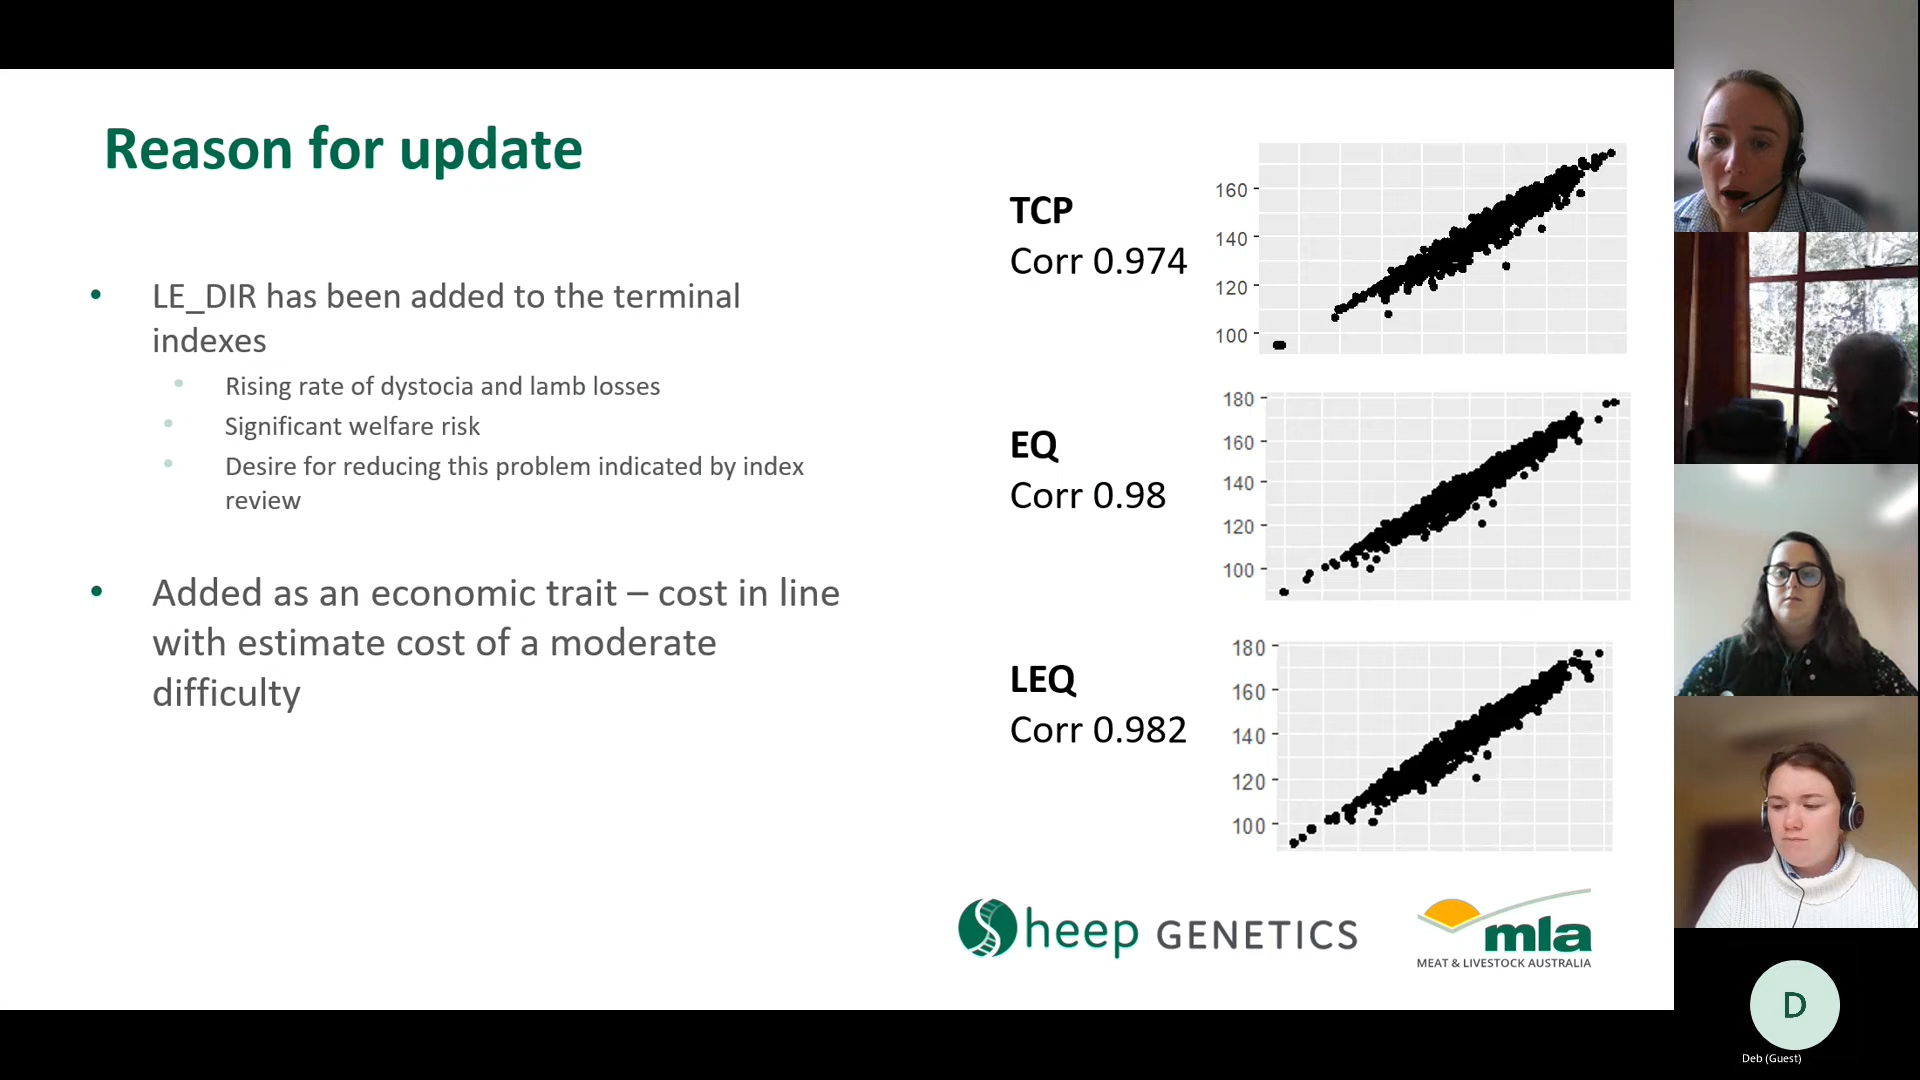 Reason for update
LE_DIR has been added to the terminal
indexes
Rising rate of dystocia and lamb losses
Significant welfare risk
Desire for reducing this problem indicated by index
review
Added as an economic trait – cost in line
with estimate cost of a moderate
difficulty
TCP
Corr 0.974
160
140
120
100
EQ
Corr 0.98
180
160
140
120
100
LEQ
Corr 0.982
180
160
140
120
100
Sheep GENETICS
mla
MEAT & LIVESTOCK AUSTRALIA
D
Deb (Guest)